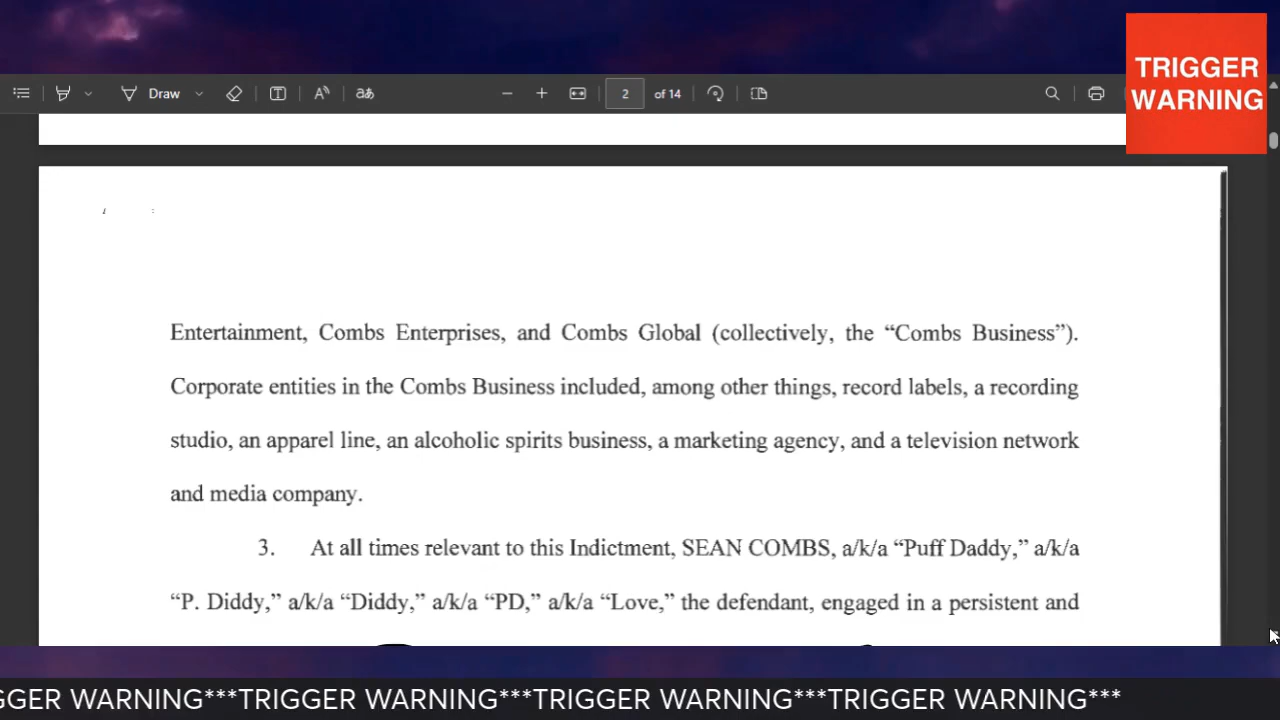 TRIGGER
WARNING
Draw
2 of 14
Entertainment, Combs Enterprises, and Combs Global (collectively, the “Combs Business”).
Corporate entities in the Combs Business included, among other things, record labels, a recording
studio, an apparel line, an alcoholic spirits business, a marketing agency, and a television network
and media company.
3. At all times relevant to this Indictment, SEAN COMBS, a/k/a “Puff Daddy,” a/k/a
“P. Diddy,” a/k/a “Diddy,” a/k/a “PD,” a/k/a “Love,” the defendant, engaged in a persistent and
GGER WARNING***TRIGGER WARNING***TRIGGER WARNING***TRIGGER WARNING***